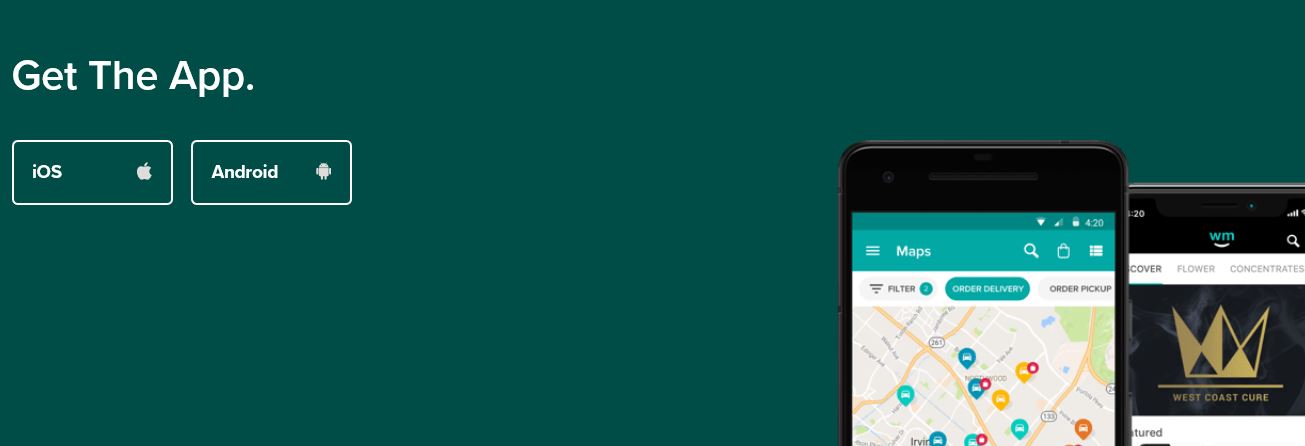 Get The App.
iOS
Android
4:20
Maps
FILTER 2
ORDER DELIVERY
ORDER PICKUP
261
NORTHWOOD
133
Irvin
:20
wm
COVER
FLOWER
CONCENTRATES
WEST COAST CURE
atured